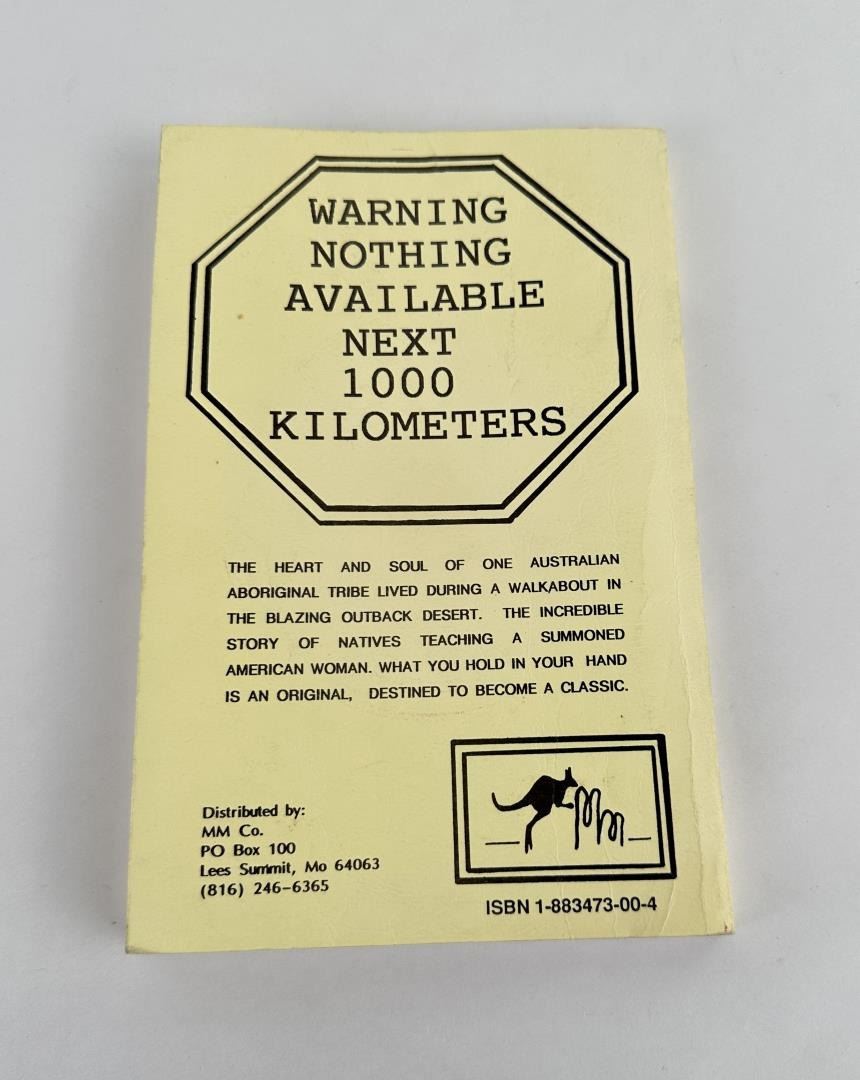 WARNING
NOTHING
AVAILABLE
NEXT
1000
KILOMETERS
THE HEART AND SOUL OF ONE AUSTRALIAN
ABORIGINAL TRIBE LIVED DURING A WALKABOUT IN
THE BLAZING OUTBACK DESERT. THE INCREDIBLE
STORY OF NATIVES TEACHING A SUMMONED
AMERICAN WOMAN. WHAT YOU HOLD IN YOUR HAND
IS AN ORIGINAL, DESTINED TO BECOME A CLASSIC.
Distributed by:
MM Co.
PO Box 100
Lees Summit, Mo 64063
(816) 246-6365
Mm
ISBN 1-883473-00-4